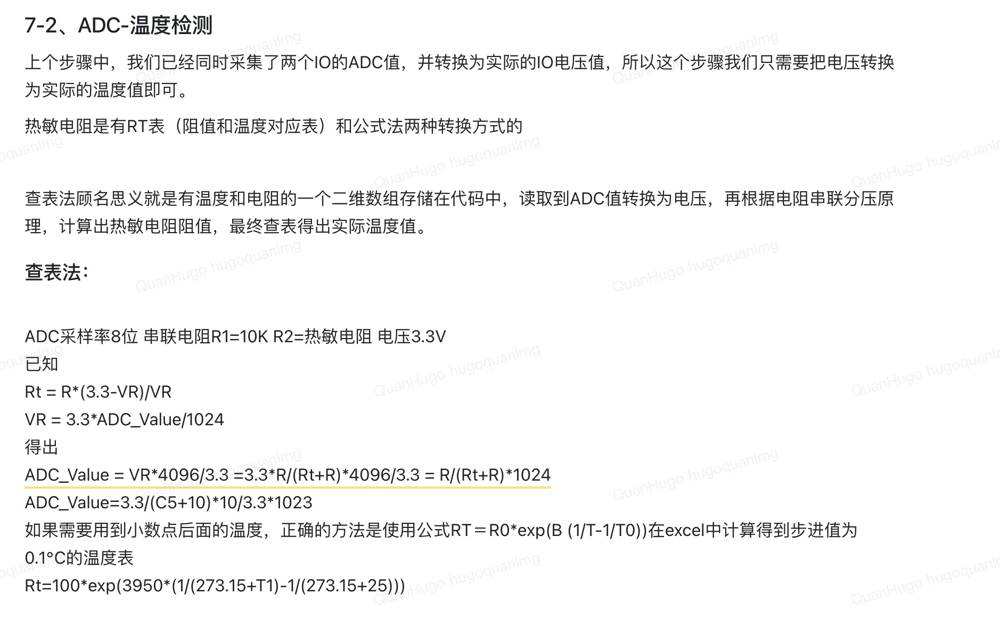 7-2、ADC-温度检测
上个步骤中，我们已经同时采集了两个IO的ADC值，并转换为实际的IO电压值，所以这个步骤我们只需要把电压转换
为实际的温度值即可。
热敏电阻是有RT表（阻值和温度对应表）和公式法两种转换方式的
查表法顾名思义就是有温度和电阻的一个二维数组存储在代码中，读取到ADC值转换为电压，再根据电阻串联分压原
理，计算出热敏电阻阻值，最终查表得出实际温度值。
查表法：
ADC采样率8位 串联电阻R1=10K R2=热敏电阻 电压3.3V
已知
Rt = R*(3.3-VR)/VR
VR = 3.3*ADC_Value/1024
得出
ADC_Value = VR*4096/3.3 =3.3*R/(Rt+R)*4096/3.3 = R/(Rt+R)*1024
ADC_Value=3.3/(C5+10)*10/3.3*1023
如果需要用到小数点后面的温度，正确的方法是使用公式RT＝R0*exp(B (1/T-1/T0))在excel中计算得到步进值为
0.1°C的温度表
Rt=100*exp(3950*(1/(273.15+T1)-1/(273.15+25)))
QuanHugo hugoquanlmg